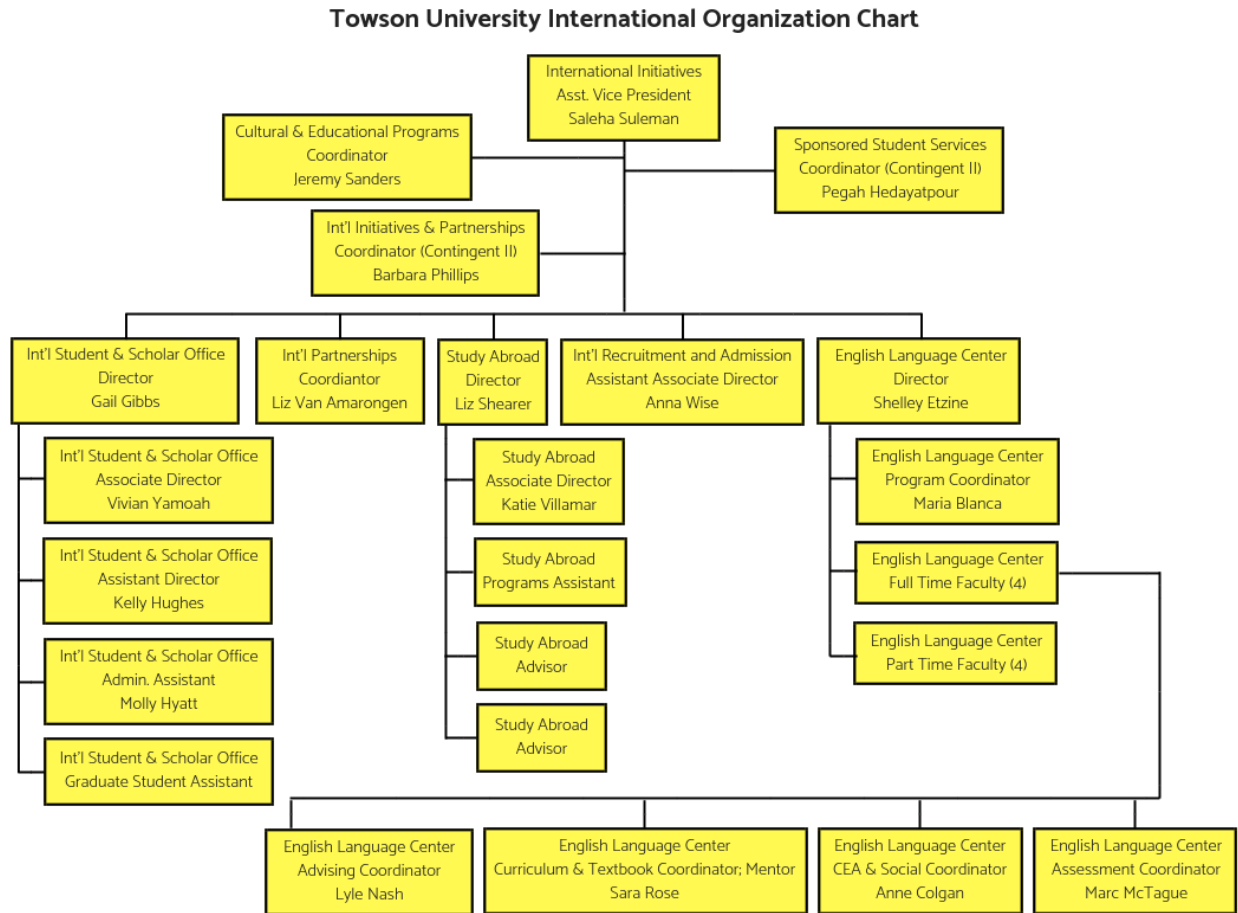 Towson University International Organization Chart
International Initiatives
Asst. Vice President
Saleha Suleman
Cultural & Educational Programs
Coordinator
Jeremy Sanders
Sponsored Student Services
Coordinator (Contingent II)
Pegah Hedayatpour
Int'l Initiatives & Partnerships
Coordinator (Contingent II)
Barbara Phillips
Int'l Student & Scholar Office
Director
Gail Gibbs
Int'l Partnerships
Coordiantor
Liz Van Amarongen
Study Abroad
Director
Liz Shearer
Int'l Recruitment and Admission
Assistant Associate Director
Anna Wise
English Language Center
Director
Shelley Etzine
Int'l Student & Scholar Office
Associate Director
Vivian Yamoah
Int'l Student & Scholar Office
Assistant Director
Kelly Hughes
Int'l Student & Scholar Office
Admin. Assistant
Molly Hyatt
Int'l Student & Scholar Office
Graduate Student Assistant
Study Abroad
Associate Director
Katie Villamar
Study Abroad
Programs Assistant
Study Abroad
Advisor
Study Abroad
Advisor
English Language Center
Program Coordinator
Maria Blanca
English Language Center
Full Time Faculty (4)
English Language Center
Part Time Faculty (4)
English Language Center
Advising Coordinator
Lyle Nash
English Language Center
Curriculum & Textbook Coordinator; Mentor
Sara Rose
English Language Center
CEA & Social Coordinator
Anne Colgan
English Language Center
Assessment Coordinator
Marc McTague